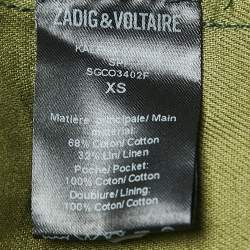 ZADIG & VOLTAIRE
SGCO3402F
XS
Matière principale/ Main
material:
68% Coton/ Cotton
32% Lin/ Linen
Poche/ Pocket:
100% Coton/ Cotton
Doublure/ Lining:
100% Coton/ Cotton